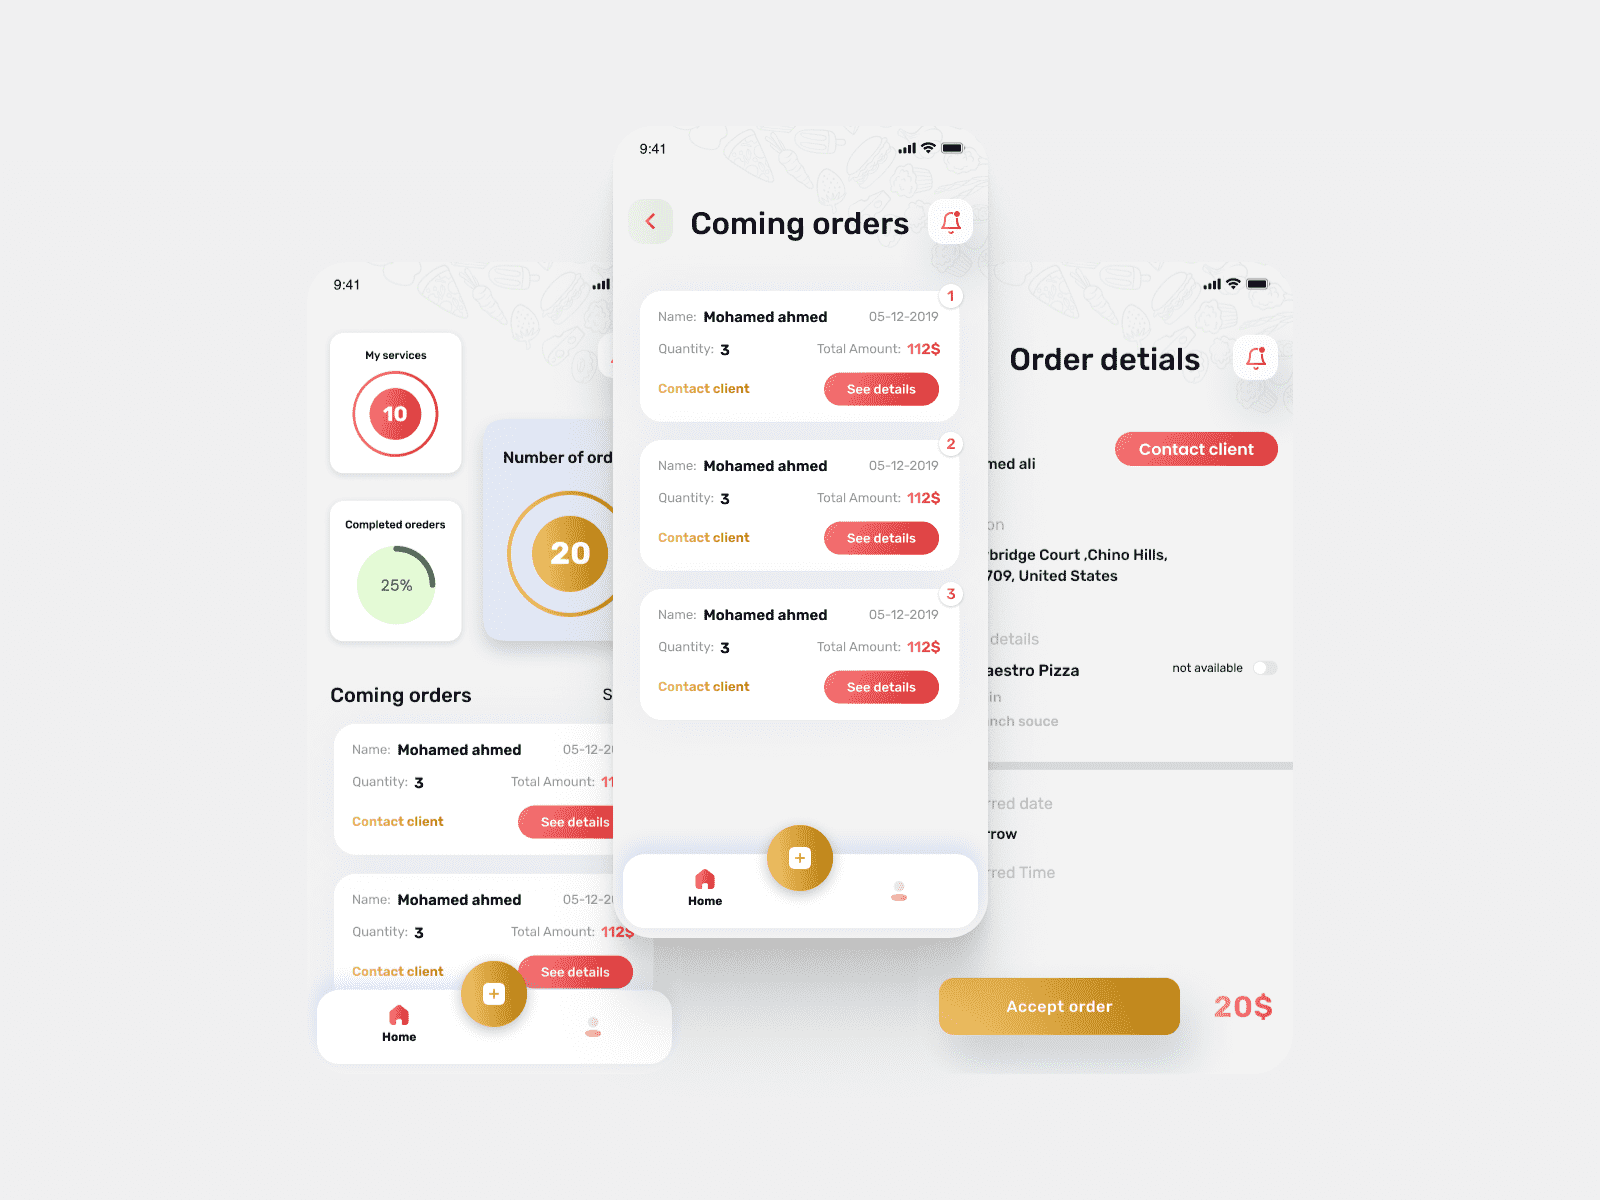 9:41
My services
10
Number of ord
20
Completed oreders
25%
Coming orders
S
Name: Mohamed ahmed 05-12-20
Quantity: 3 Total Amount: 11
Contact client See details
Name: Mohamed ahmed 05-12-20
Quantity: 3 Total Amount: 112$
Contact client See details
Home
9:41
Coming orders
1
Name: Mohamed ahmed 05-12-2019
Quantity: 3 Total Amount: 112$
Contact client See details
2
Name: Mohamed ahmed 05-12-2019
Quantity: 3 Total Amount: 112$
Contact client See details
3
Name: Mohamed ahmed 05-12-2019
Quantity: 3 Total Amount: 112$
Contact client See details
Home
Order detials
Contact client
med ali
on
bridge Court ,Chino Hills,
709, United States
details
aestro Pizza not available
in
nch souce
rred date
rrow
rred Time
Accept order 20$